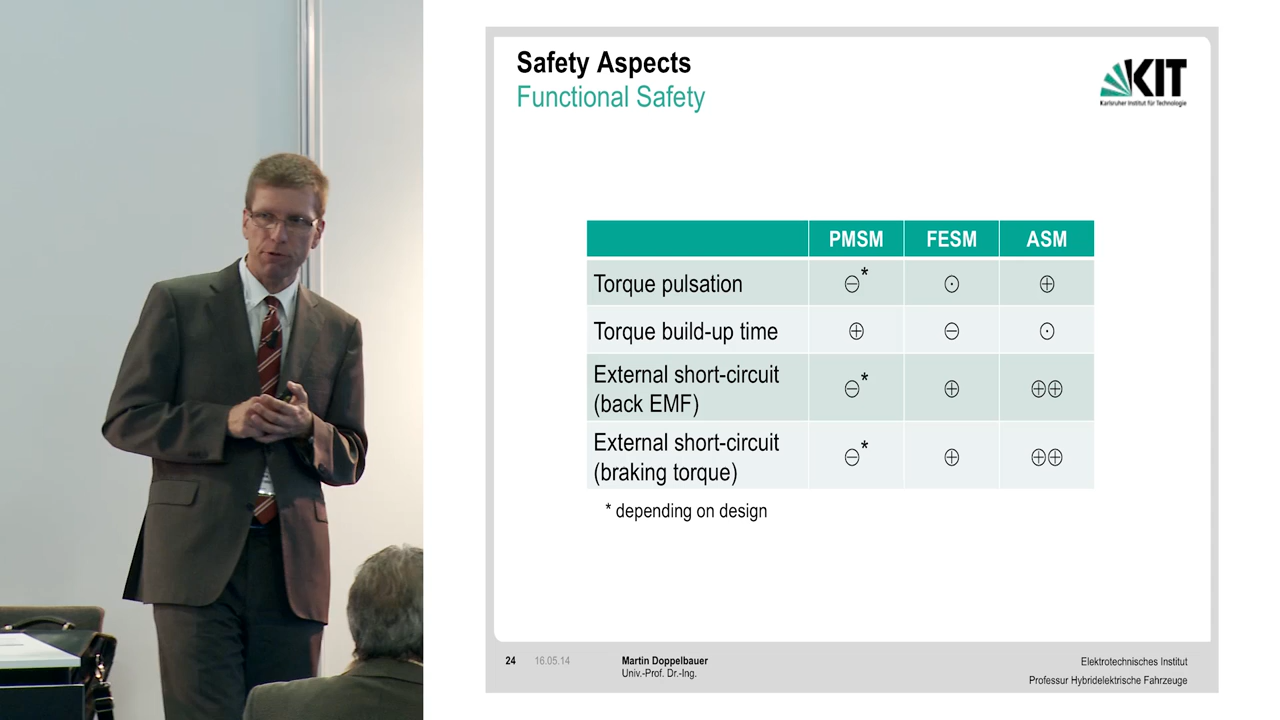 Safety Aspects
Functional Safety
KIT
Karlsruher Institut für Technologie
PMSM FESM ASM
Torque pulsation ⊖* ⊙ ⊕
Torque build-up time ⊕ ⊖ ⊙
External short-circuit
(back EMF) ⊖* ⊕ ⊕⊕
External short-circuit
(braking torque) ⊖* ⊕ ⊕⊕
* depending on design
24 16.05.14 Martin Doppelbauer
Univ.-Prof. Dr.-Ing.
Elektrotechnisches Institut
Professur Hybridelektrische Fahrzeuge